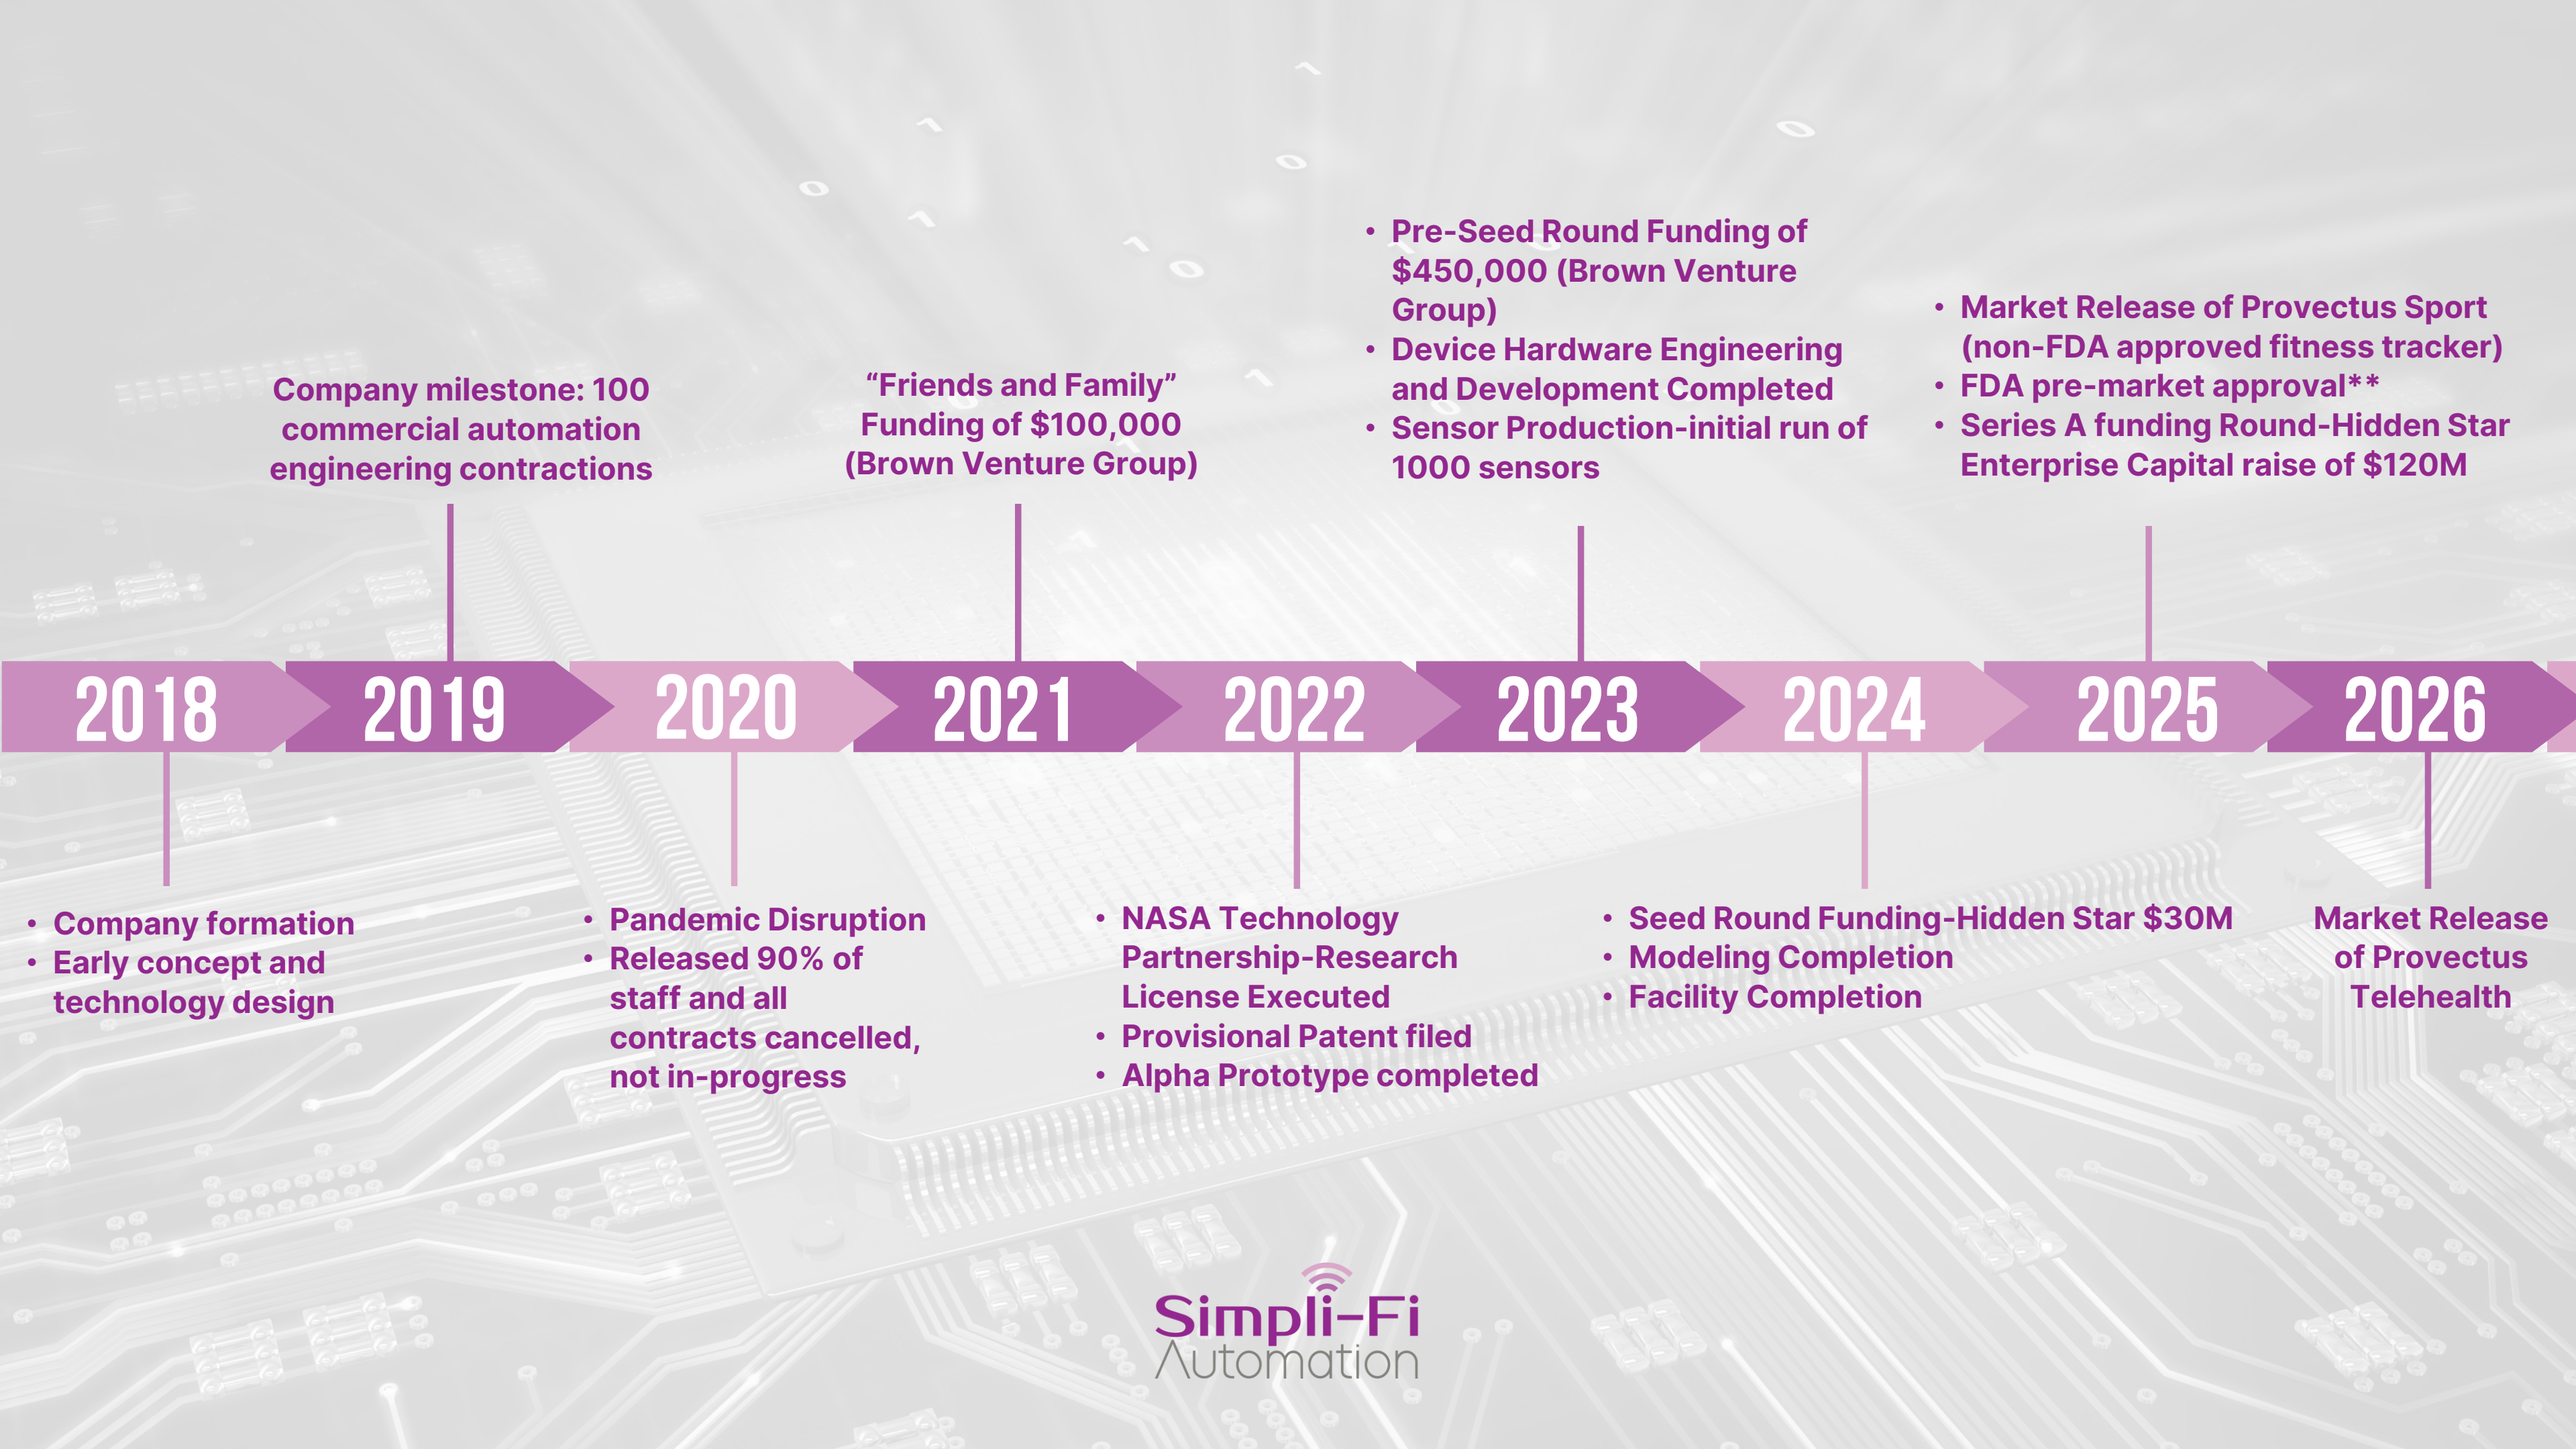 • Pre-Seed Round Funding of
$450,000 (Brown Venture
Group)
• Device Hardware Engineering
and Development Completed
• Sensor Production-initial run of
1000 sensors
• Market Release of Provectus Sport
(non-FDA approved fitness tracker)
• FDA pre-market approval**
• Series A funding Round-Hidden Star
Enterprise Capital raise of $120M
Company milestone: 100
commercial automation
engineering contractions
“Friends and Family”
Funding of $100,000
(Brown Venture Group)
2018
2019
2020
2021
2022
2023
2024
2025
2026
• Company formation
• Early concept and
technology design
• Pandemic Disruption
• Released 90% of
staff and all
contracts cancelled,
not in-progress
• NASA Technology
Partnership-Research
License Executed
• Provisional Patent filed
• Alpha Prototype completed
• Seed Round Funding-Hidden Star $30M
• Modeling Completion
• Facility Completion
Market Release
of Provectus
Telehealth
Simpli-Fi
Automation